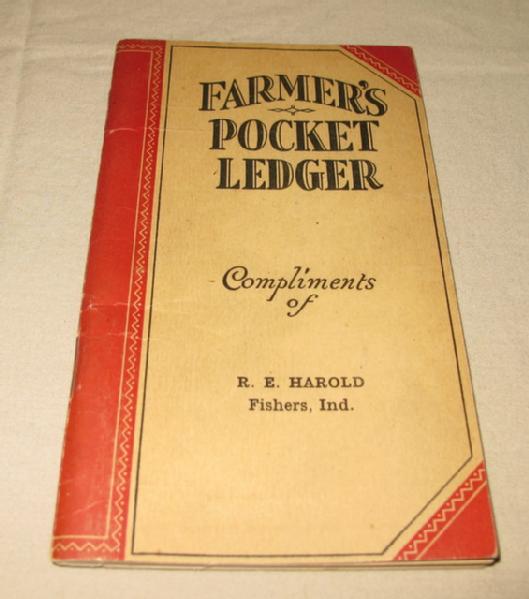 FARMER'S
POCKET
LEDGER
Compliments
of
R. E. HAROLD
Fishers, Ind.